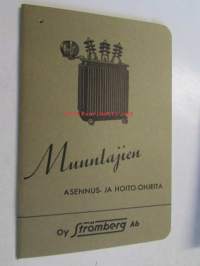 Muuntajien
ASENNUS- JA HOITO-OHJEITA
Oy Strömberg Ab